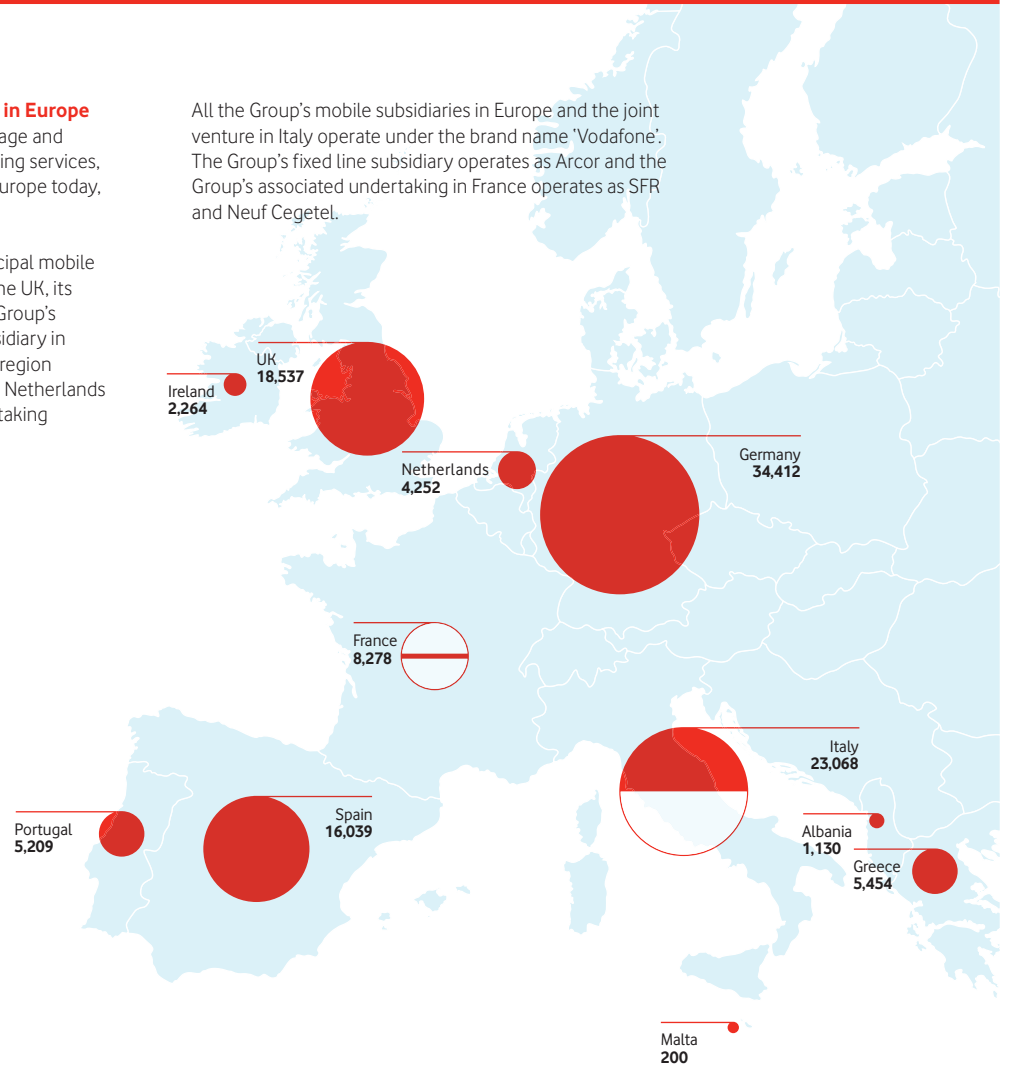 in Europe
age and
ing services,
urope today,
cipal mobile
he UK, its
Group's
sidiary in
region
Netherlands
taking
All the Group's mobile subsidiaries in Europe and the joint
venture in Italy operate under the brand name 'Vodafone'.
The Group's fixed line subsidiary operates as Arcor and the
Group's associated undertaking in France operates as SFR
and Neuf Cegetel.
UK
18,537
Ireland
2,264
Netherlands
4,252
Germany
34,412
France
8,278
Italy
23,068
Spain
16,039
Portugal
5,209
Albania
1,130
Greece
5,454
Malta
200